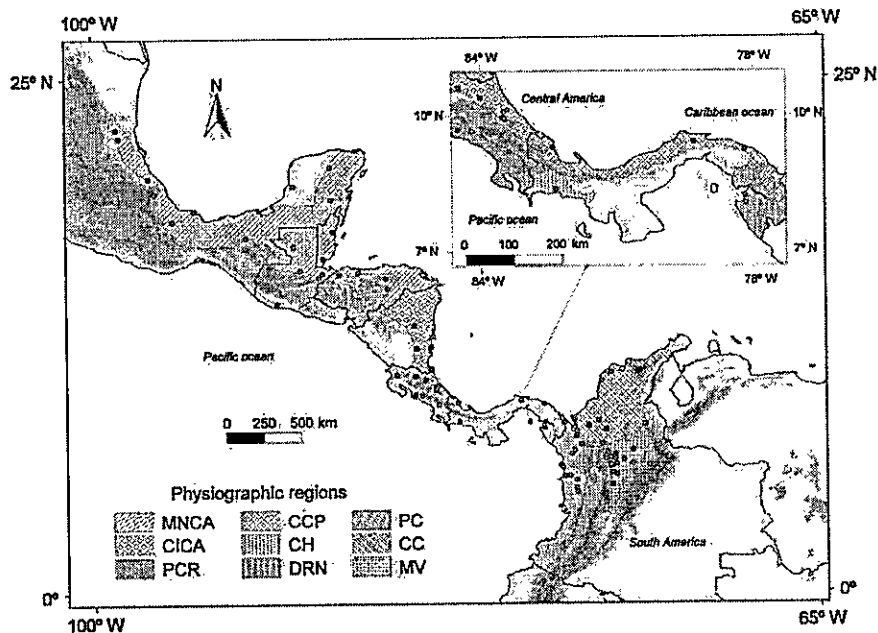 100° W
65° W
25° N
25° N
N
84° W
78° W
Central America
Caribbean ocean
10° N
10° N
Pacific ocean
0 100 200 km
7° N
7° N
84° W
78° W
Pacific ocean
0 250 500 km
Physiographic regions
MNCA CCP PC
CICA CH CC
PCR DRN MV
South America
0°
0°
100° W
65° W